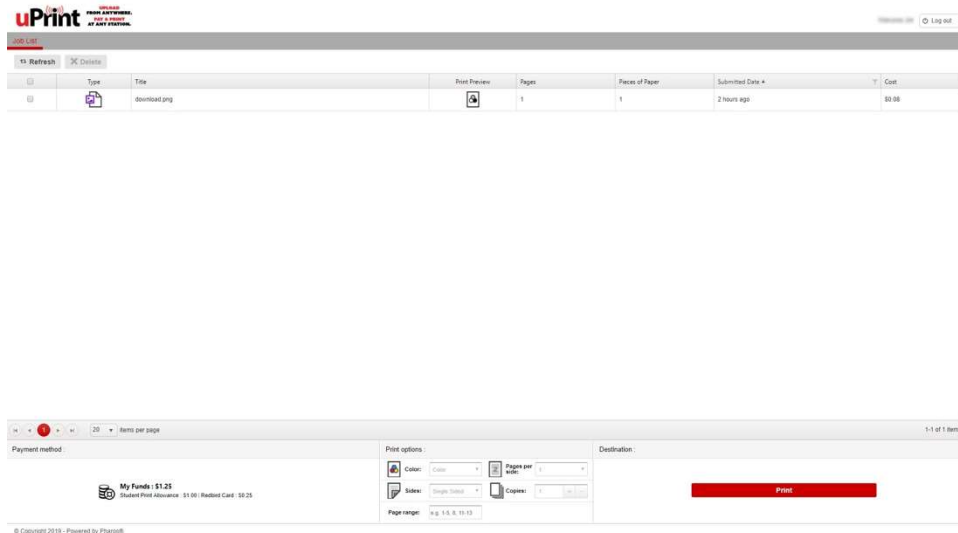 uPrint UPLOAD
FROM ANYWHERE.
PAY & PRINT
AT ANY STATION.
Log out
Job List
Refresh Delete
Type Title Print Preview Pages Pieces of Paper Submitted Date Cost
download.png 1 1 2 hours ago $0.08
1 20 items per page 1-1 of 1 item
Payment method : Print options : Destination :
Color: Color Pages per side: 1
My Funds : $1.25
Student Print Allowance : $1.00 | Redbird Card : $0.25
Sides: Single Sided Copies: 1
Print
Page range: e.g. 1-5, 8, 11-13
© Copyright 2016 - Powered by Pharos®